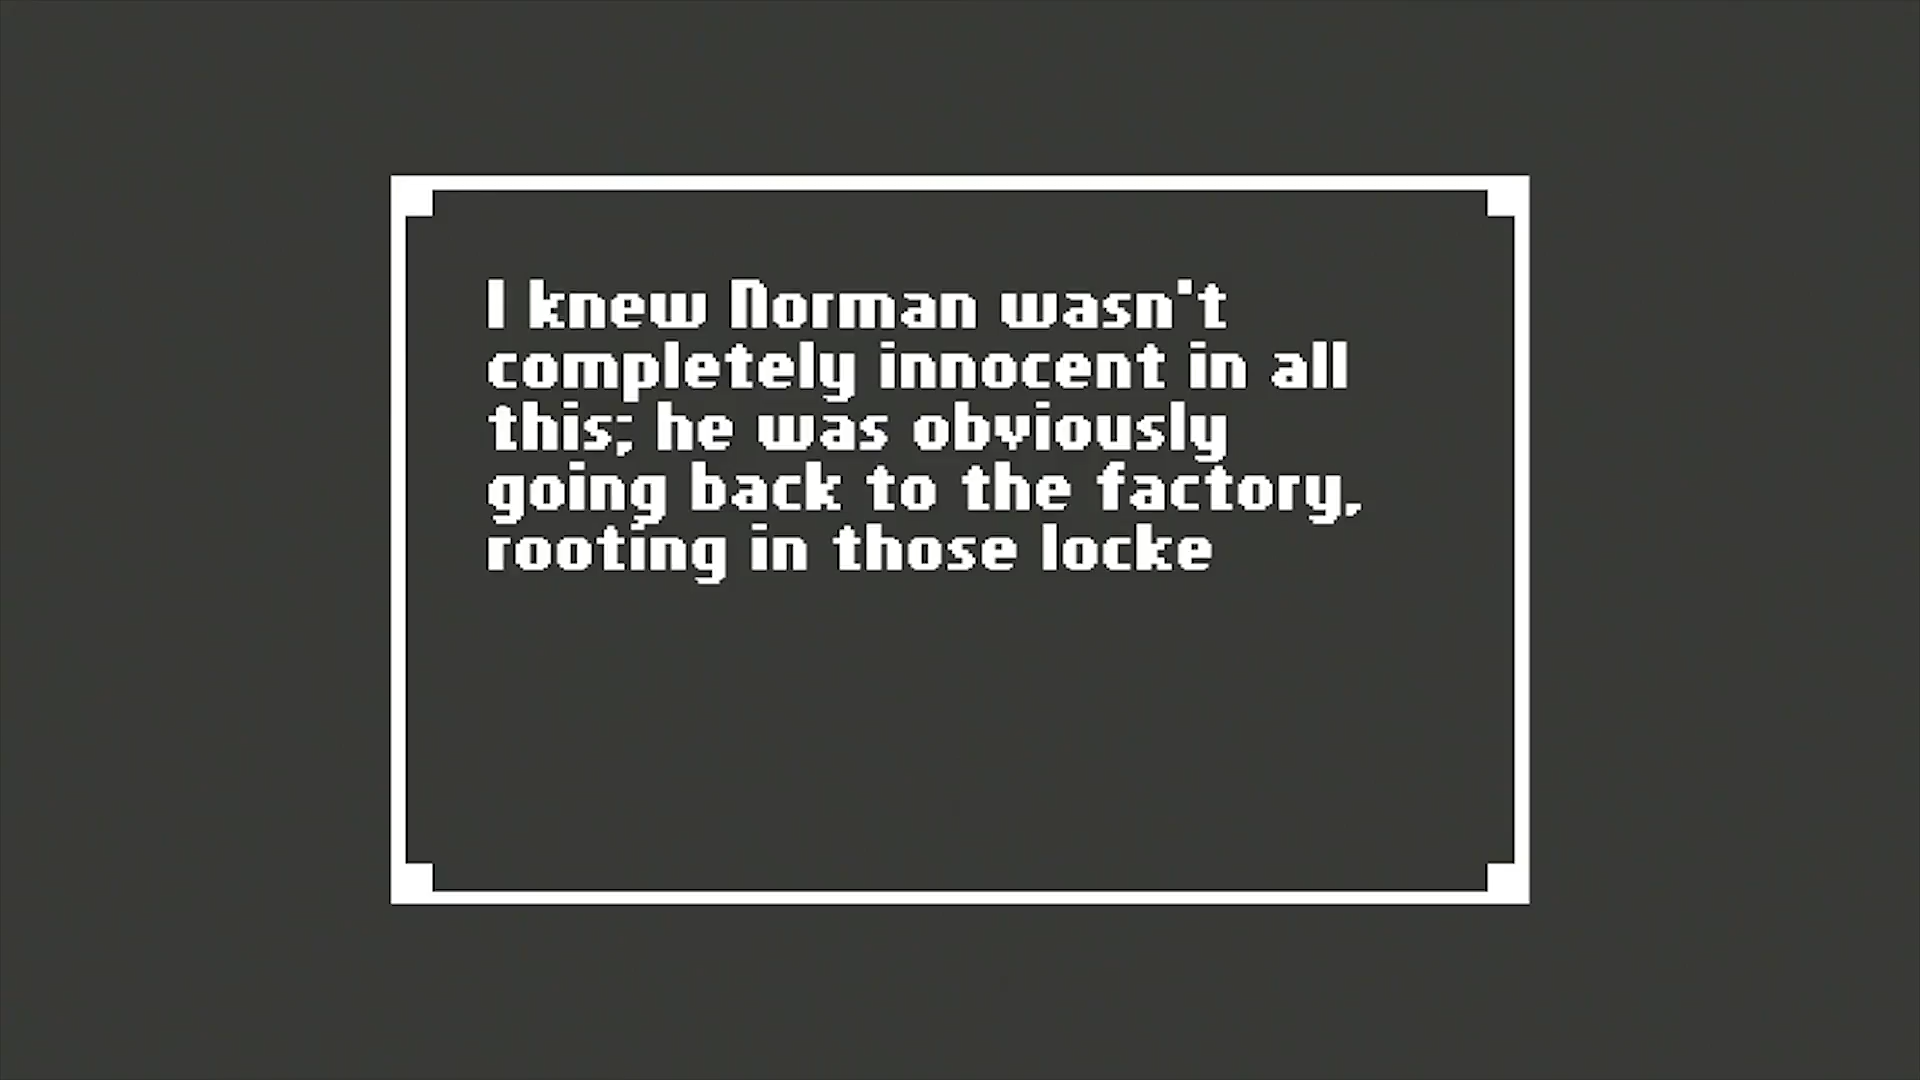 I knew Norman wasn't
completely innocent in all
this; he was obviously
going back to the factory,
rooting in those locke